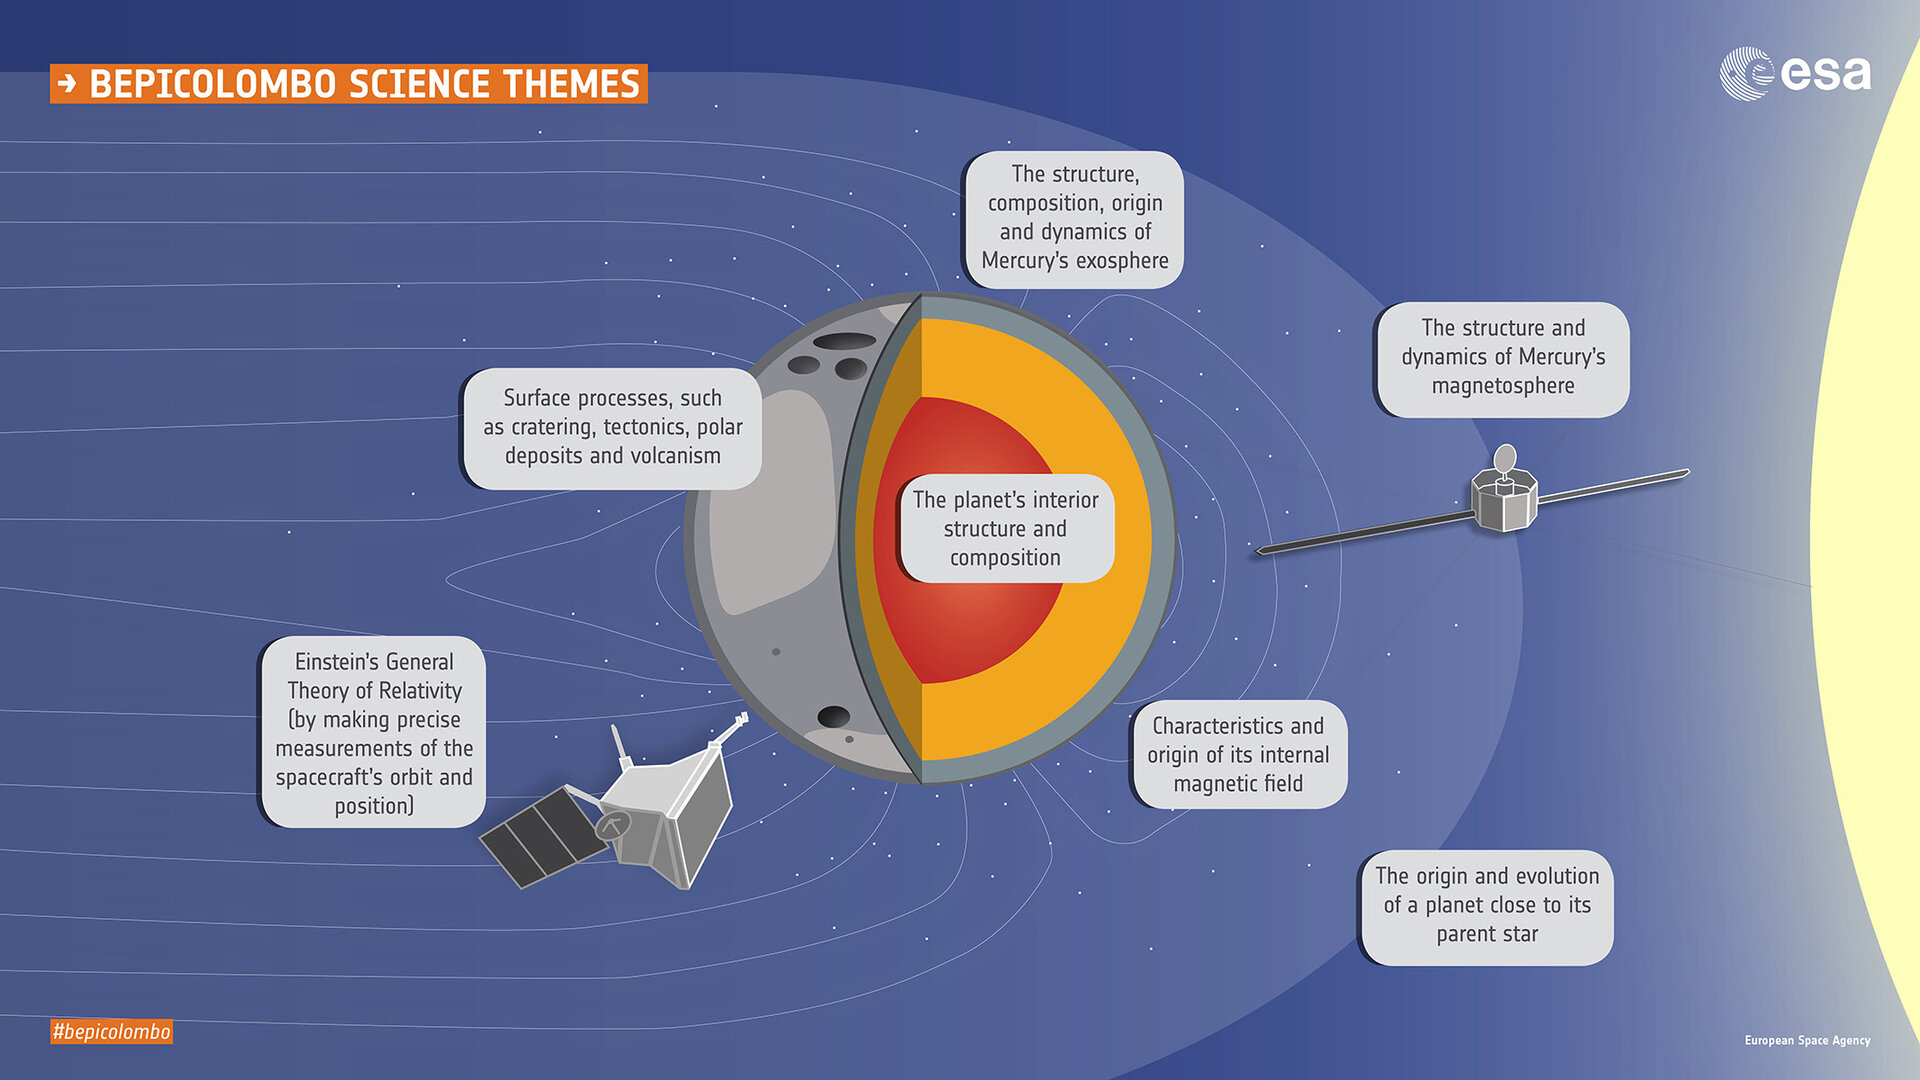 → BEPICOLOMBO SCIENCE THEMES
esa
The structure,
composition, origin
and dynamics of
Mercury’s exosphere
The structure and
dynamics of Mercury’s
magnetosphere
Surface processes, such
as cratering, tectonics, polar
deposits and volcanism
The planet’s interior
structure and
composition
Einstein’s General
Theory of Relativity
(by making precise
measurements of the
spacecraft’s orbit and
position)
Characteristics and
origin of its internal
magnetic field
The origin and evolution
of a planet close to its
parent star
#bepicolombo
European Space Agency